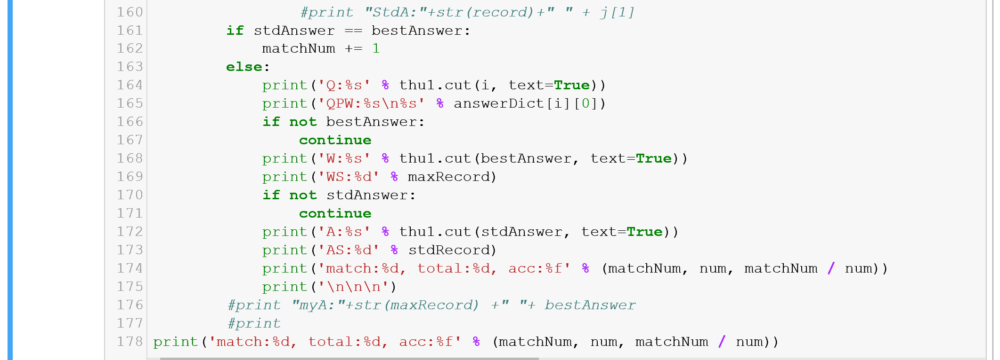 160                 #print "StdA:"+str(record)+" " + j[1]
161         if stdAnswer == bestAnswer:
162             matchNum += 1
163         else:
164             print('Q:%s' % thu1.cut(i, text=True))
165             print('QPW:%s\n%s' % answerDict[i][0])
166             if not bestAnswer:
167                 continue
168             print('W:%s' % thu1.cut(bestAnswer, text=True))
169             print('WS:%d' % maxRecord)
170             if not stdAnswer:
171                 continue
172             print('A:%s' % thu1.cut(stdAnswer, text=True))
173             print('AS:%d' % stdRecord)
174             print('match:%d, total:%d, acc:%f' % (matchNum, num, matchNum / num))
175             print('\n\n\n')
176         #print "myA:"+str(maxRecord) +" "+ bestAnswer
177         #print
178 print('match:%d, total:%d, acc:%f' % (matchNum, num, matchNum / num))